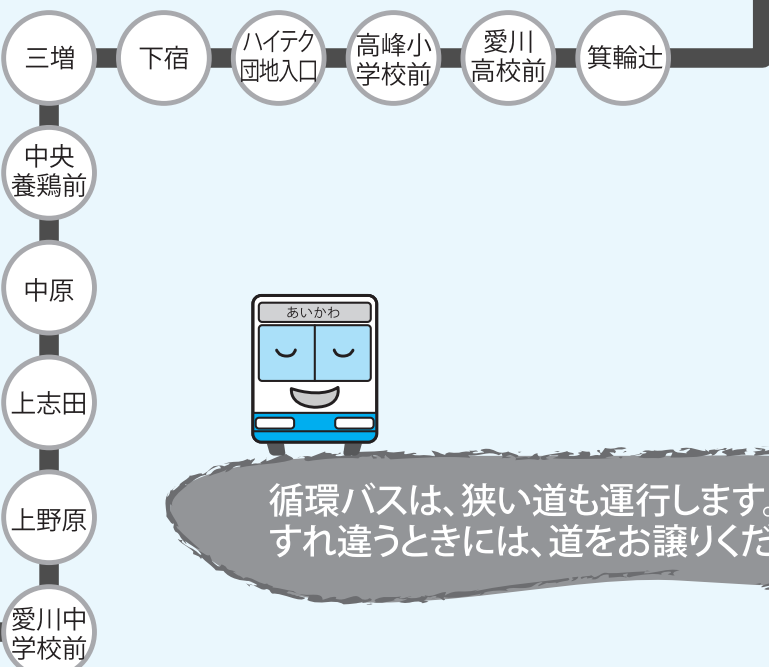 三増
下宿
ハイテク
団地入口
高峰小
学校前
愛川
高校前
箕輪辻
中央
養鶏前
中原
上志田
上野原
愛川中
学校前
あいかわ
循環バスは、狭い道も運行します。
すれ違うときには、道をお譲りくだ